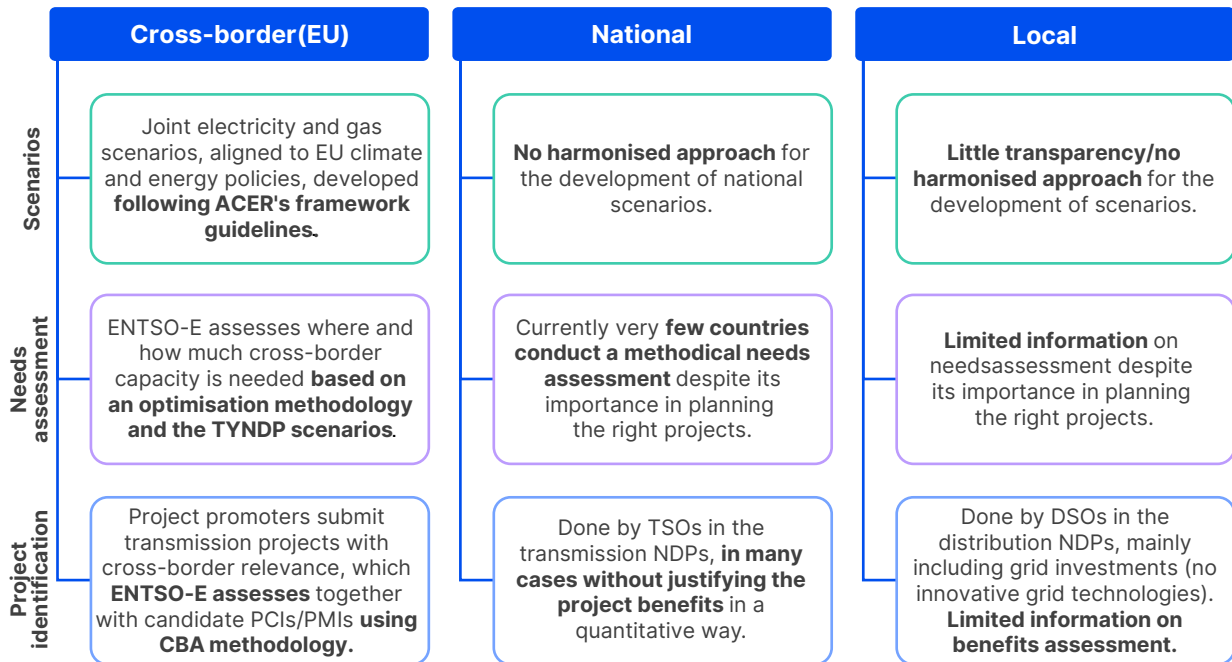 Cross-border(EU)
National
Local
Scenarios
Joint electricity and gas
scenarios, aligned to EU climate
and energy policies, developed
following ACER's framework
guidelines.
No harmonised approach for
the development of national
scenarios.
Little transparency/no
harmonised approach for the
development of scenarios.
Needs
assessment
ENTSO-E assesses where and
how much cross-border
capacity is needed based on
an optimisation methodology
and the TYNDP scenarios.
Currently very few countries
conduct a methodical needs
assessment despite its
importance in planning
the right projects.
Limited information on
needsassessment despite
its importance in planning
the right projects.
Project
identification
Project promoters submit
transmission projects with
cross-border relevance, which
ENTSO-E assesses together
with candidate PCIs/PMIs using
CBA methodology.
Done by TSOs in the
transmission NDPs, in many
cases without justifying the
project benefits in a
quantitative way.
Done by DSOs in the
distribution NDPs, mainly
including grid investments (no
innovative grid technologies).
Limited information on
benefits assessment.